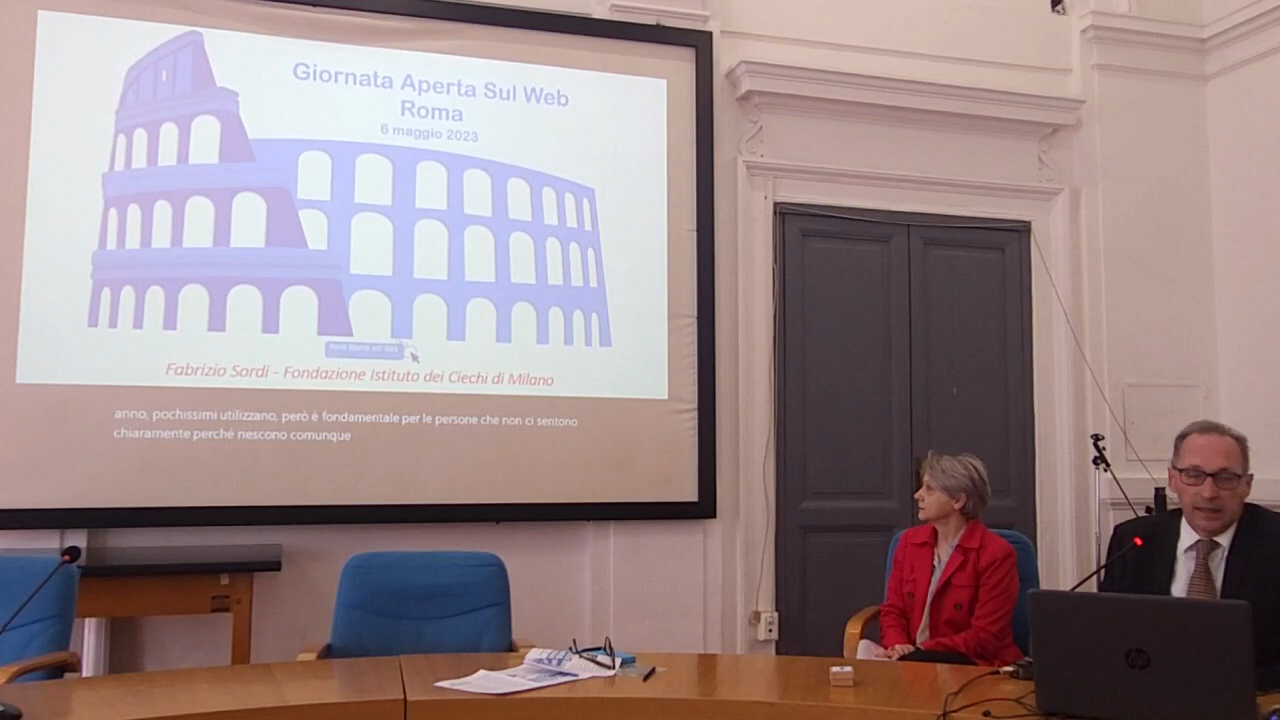 Giornata Aperta Sul Web
Roma
6 maggio 2023
Fabrizio Sordi - Fondazione Istituto dei Ciechi di Milano
anno, pochissimi utilizzano, però è fondamentale per le persone che non ci sentono
chiaramente perché riescono comunque
hp